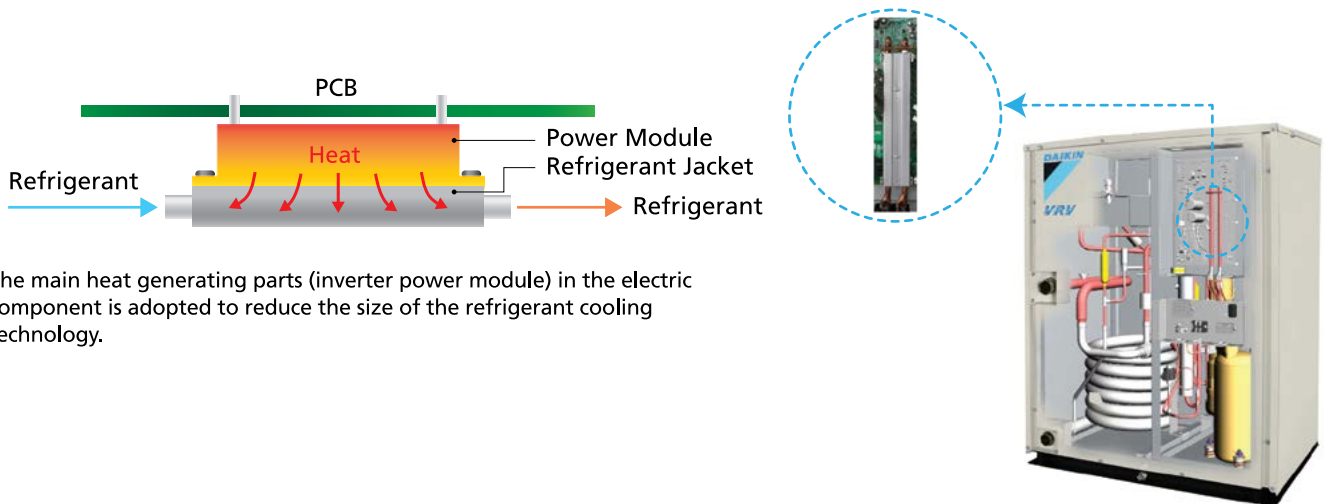 PCB
Power Module
Heat
Refrigerant Jacket
Refrigerant
Refrigerant
he main heat generating parts (inverter power module) in the electric
omponent is adopted to reduce the size of the refrigerant cooling
echnology.
DAIKIN
VRV